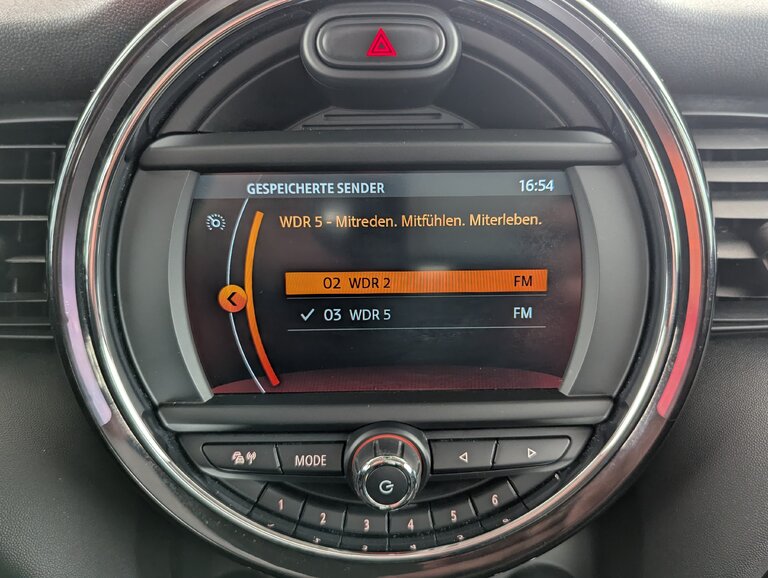 GESPEICHERTE SENDER 16:54
WDR 5 - Mitreden. Mitfühlen. Miterleben.
02 WDR 2 FM
03 WDR 5 FM
MODE
1 2 3 4 5 6